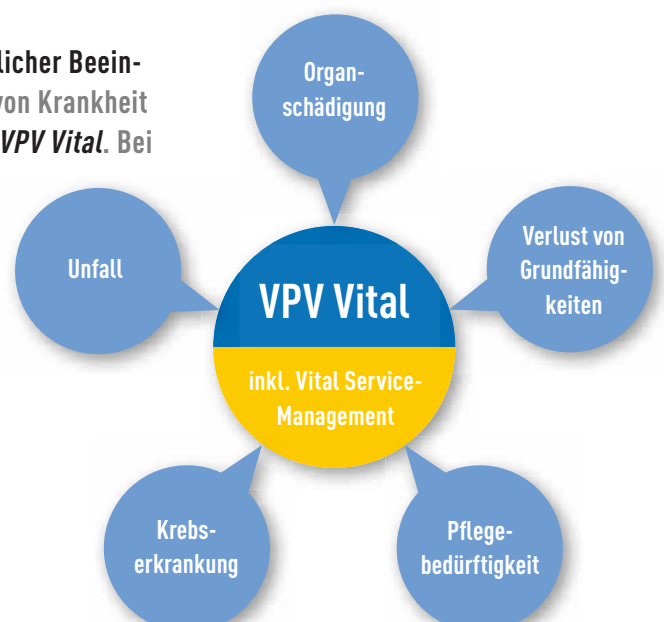 licher Beein-
von Krankheit
VPV Vital. Bei
Organ-
schädigung
Unfall
Verlust von
Grundfähig-
keiten
VPV Vital
inkl. Vital Service-
Management
Krebs-
erkrankung
Pflege-
bedürftigkeit